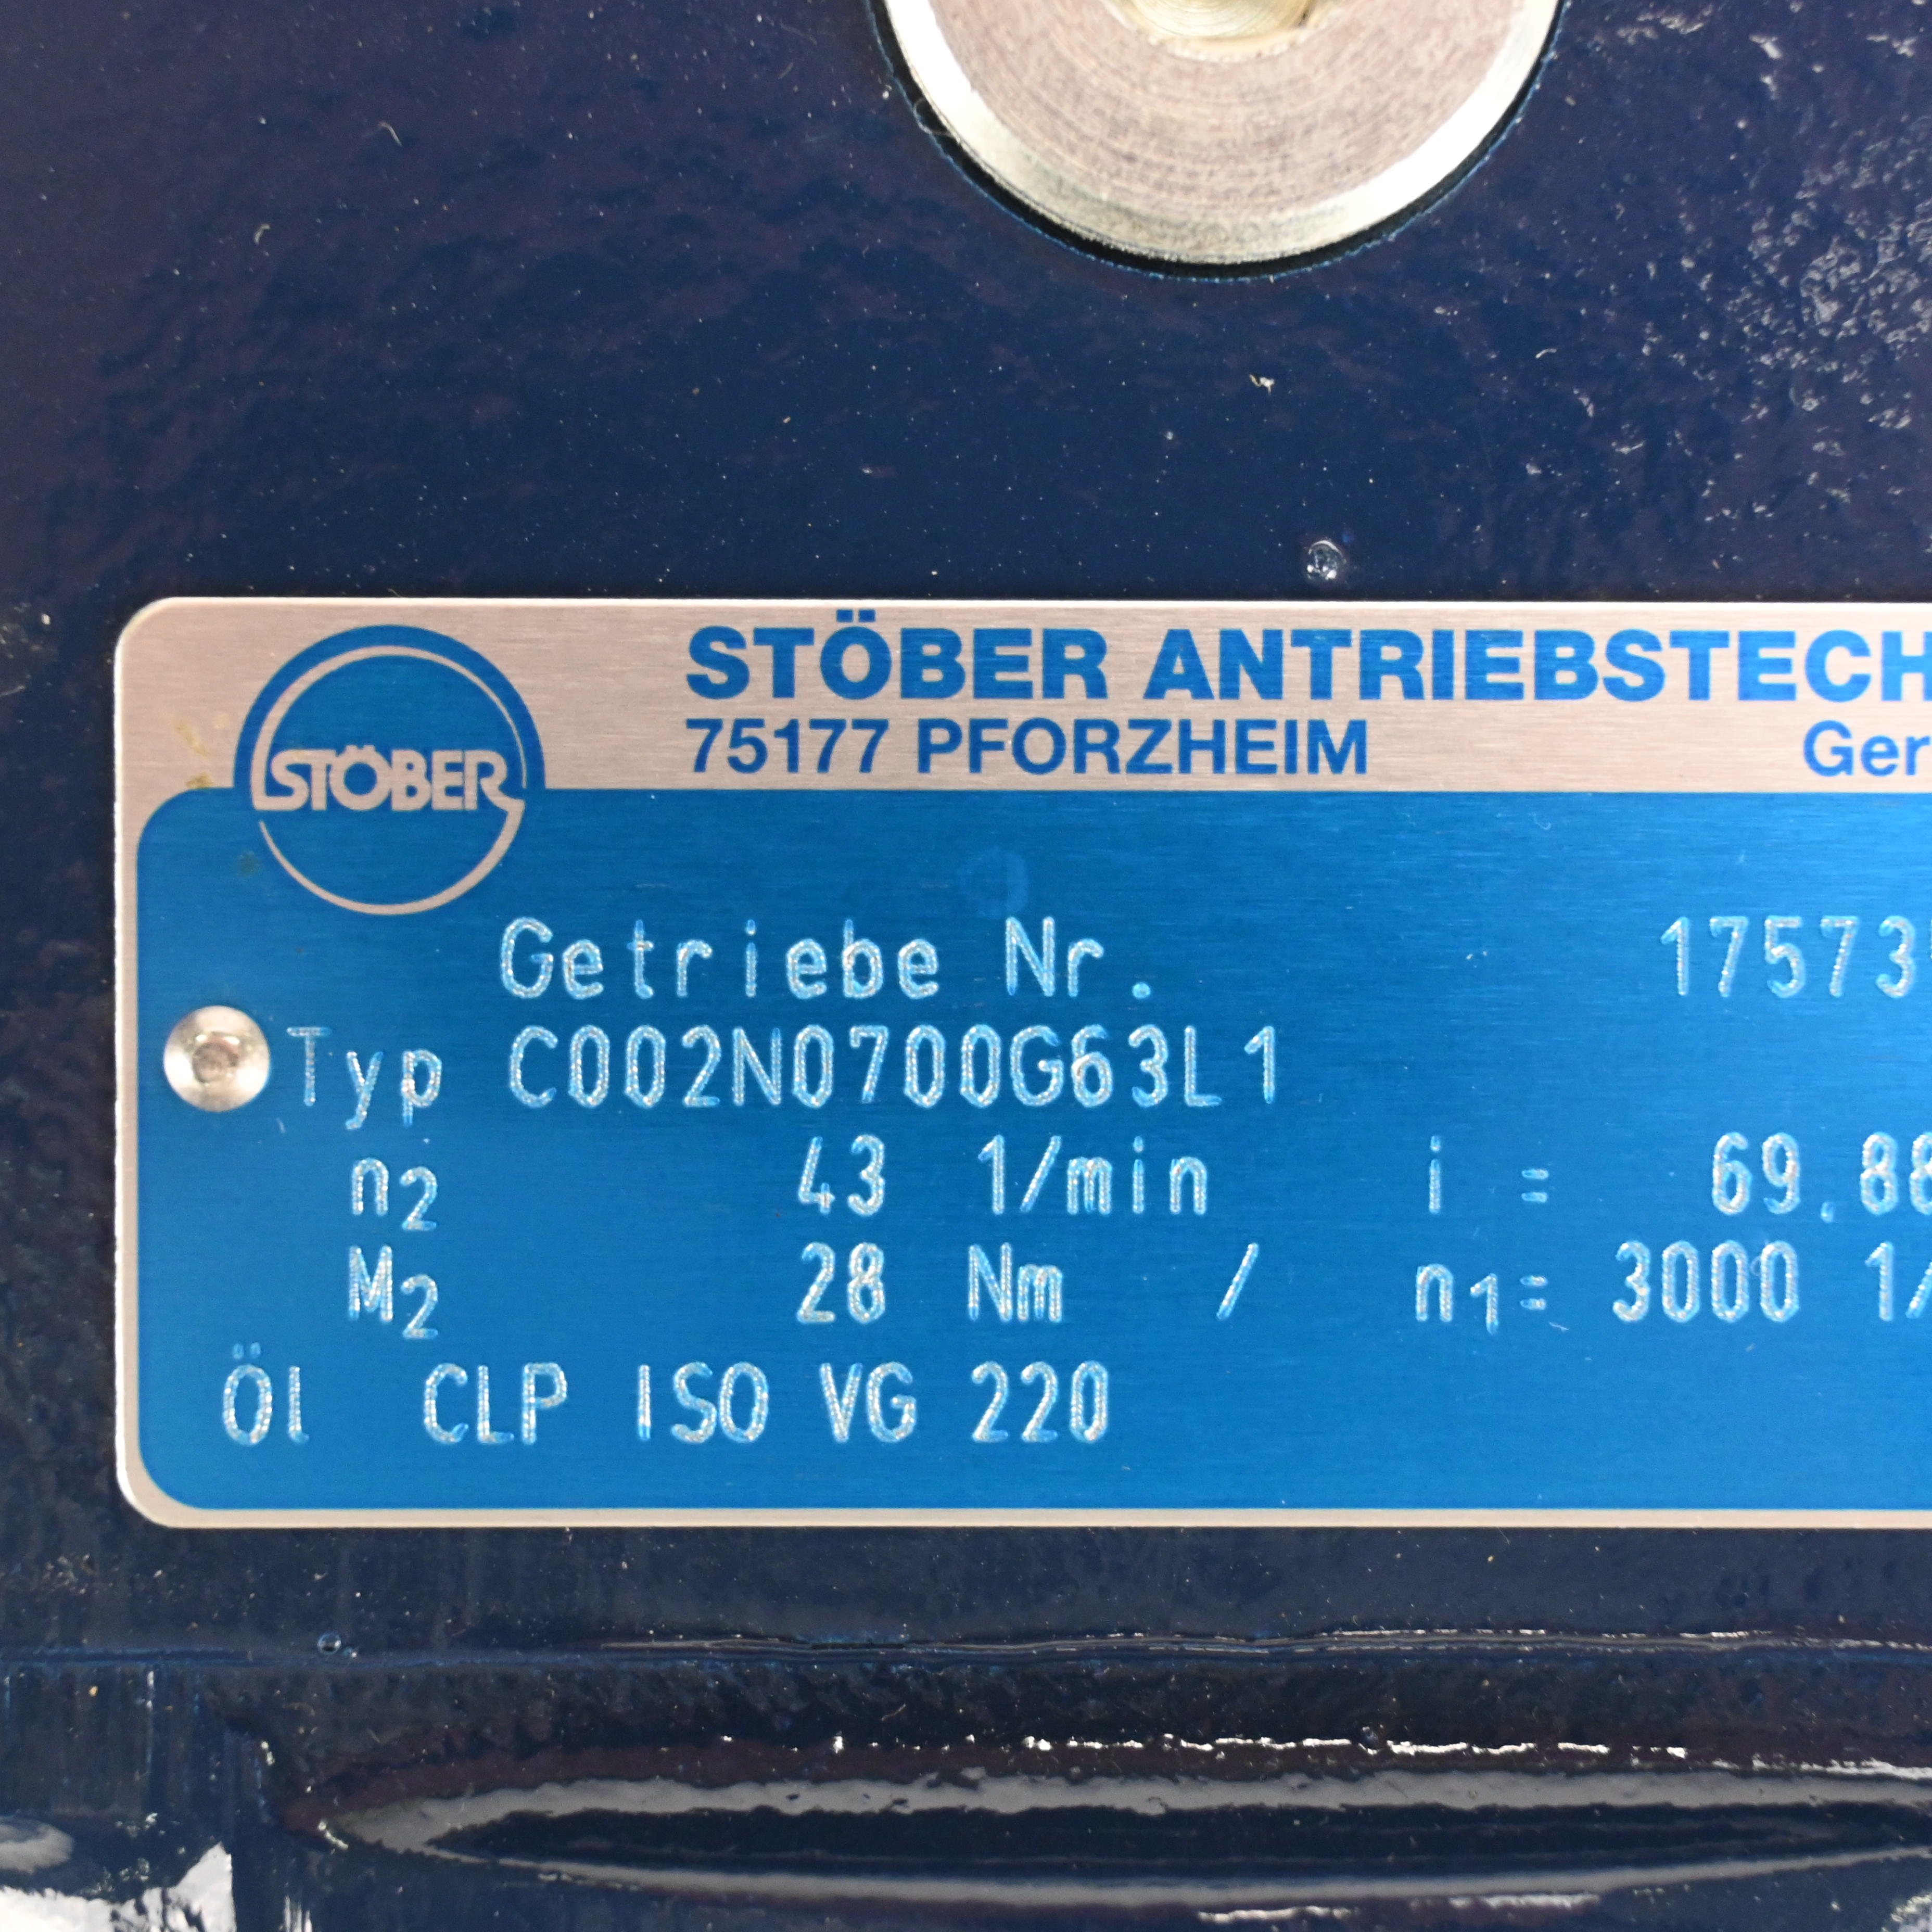 STÖBER ANTRIEBSTECH
75177 PFORZHEIM Ger
STÖBER
Getriebe Nr. 17573
Typ C002N0700G63L1
n2 43 1/min i = 69.88
M2 28 Nm / n1= 3000 1/
Öl CLP ISO VG 220